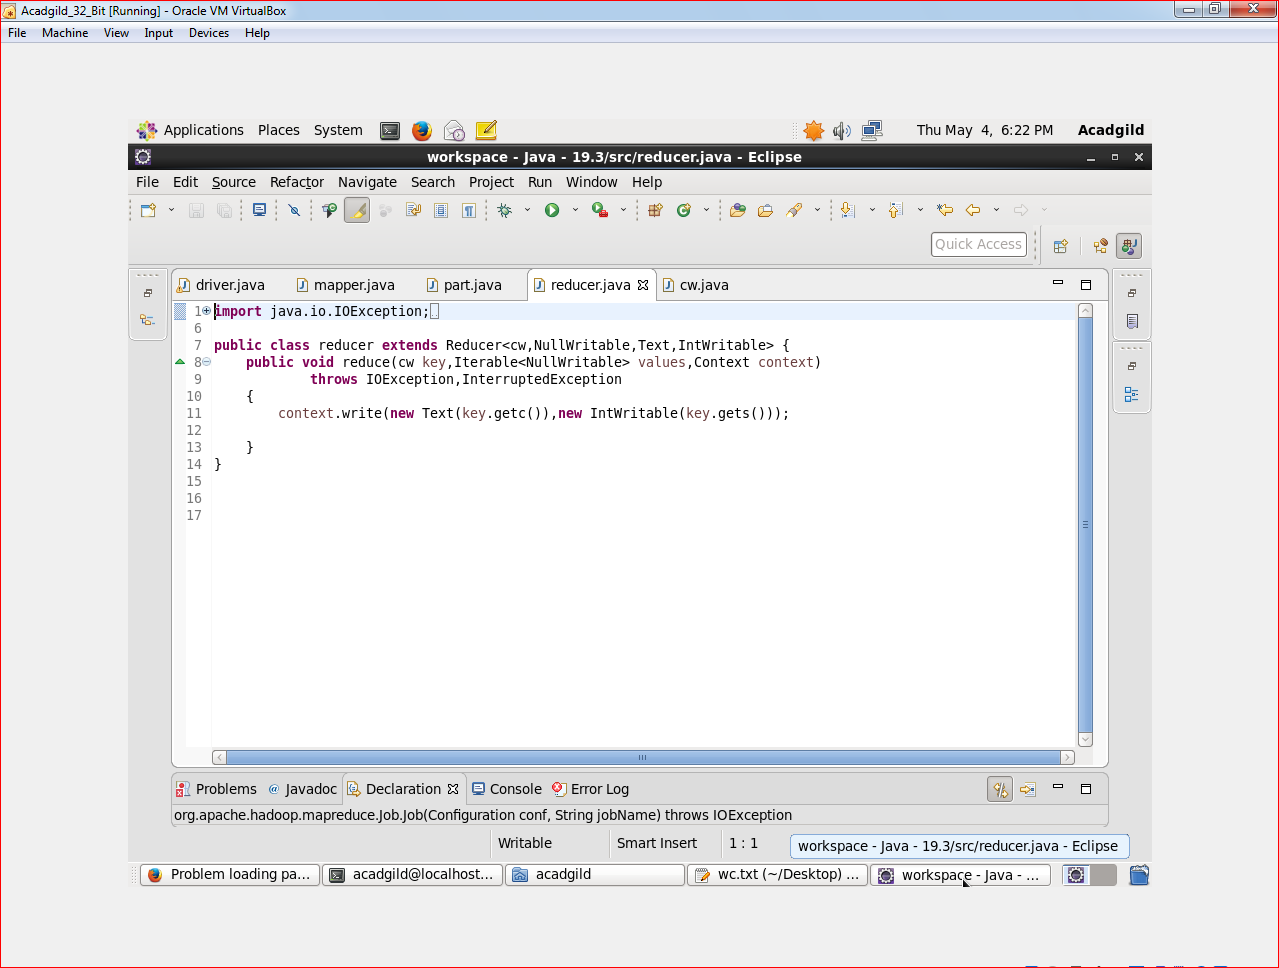 Acadgild_32_Bit [Running] - Oracle VM VirtualBox
File Machine View Input Devices Help
Applications Places System Thu May 4, 6:22 PM Acadgild
workspace - Java - 19.3/src/reducer.java - Eclipse
File Edit Source Refactor Navigate Search Project Run Window Help
Quick Access
driver.java mapper.java part.java reducer.java cw.java
1 import java.io.IOException;
6
7 public class reducer extends Reducer<cw,NullWritable,Text,IntWritable> {
8 public void reduce(cw key,Iterable<NullWritable> values,Context context)
9 throws IOException,InterruptedException
10 {
11 context.write(new Text(key.getc()),new IntWritable(key.gets()));
12
13 }
14 }
15
16
17
Problems @ Javadoc Declaration Console Error Log
org.apache.hadoop.mapreduce.Job.Job(Configuration conf, String jobName) throws IOException
Writable Smart Insert 1 : 1 workspace - Java - 19.3/src/reducer.java - Eclipse
Problem loading pa... acadgild@localhost... acadgild wc.txt (~/Desktop) ... workspace - Java - ...